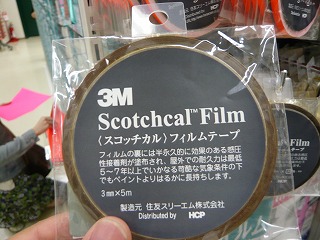 3M
Scotchcal™ Film
〈スコッチカル〉フィルムテープ
フィルムの裏には半永久的に効果のある感圧
性接着剤が塗布され、屋外での耐久力は最低
5〜7年以上でいかなる苛酷な気象条件の下
でもペイントよりはるかに長持ちします。
3mm×5m
製造元 住友スリーエム株式会社
Distributed by HCP